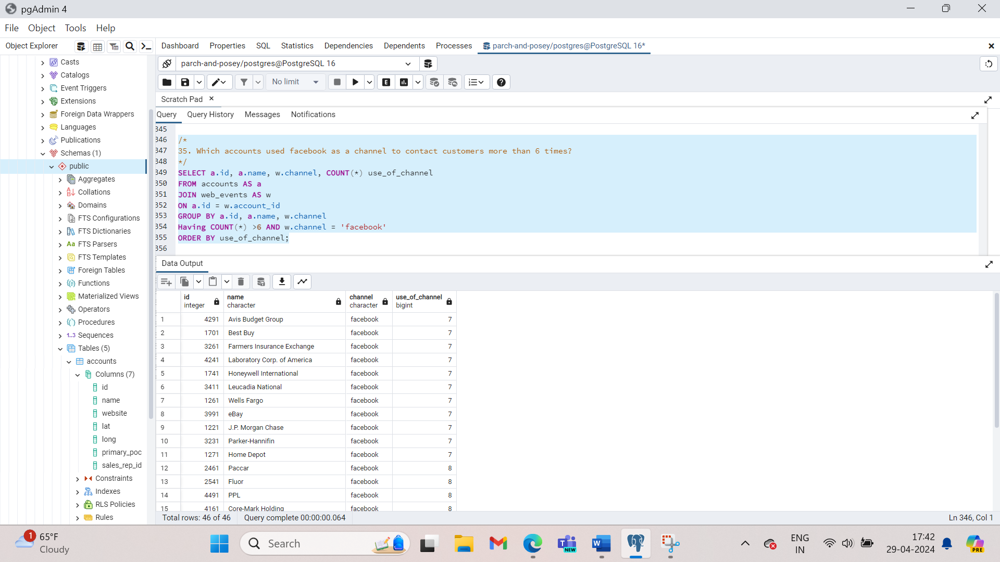 pgAdmin 4
File Object Tools Help
Object Explorer
Dashboard Properties SQL Statistics Dependencies Dependents Processes parch-and-posey/postgres@PostgreSQL 16*
parch-and-posey/postgres@PostgreSQL 16
No limit
E
Scratch Pad
Query Query History Messages Notifications
Casts
Catalogs
Event Triggers
Extensions
Foreign Data Wrappers
Languages
Publications
Schemas (1)
public
Aggregates
Collations
Domains
FTS Configurations
FTS Dictionaries
Aa FTS Parsers
FTS Templates
Foreign Tables
Functions
Materialized Views
Operators
Procedures
1..3 Sequences
Tables (5)
accounts
Columns (7)
id
name
website
lat
long
primary_poc
sales_rep_id
Constraints
Indexes
RLS Policies
Rules
345
346 /*
347 35. Which accounts used facebook as a channel to contact customers more than 6 times?
348 */
349 SELECT a.id, a.name, w.channel, COUNT(*) use_of_channel
350 FROM accounts AS a
351 JOIN web_events AS w
352 ON a.id = w.account_id
353 GROUP BY a.id, a.name, w.channel
354 Having COUNT(*) >6 AND w.channel = 'facebook'
355 ORDER BY use_of_channel;
356
Data Output
id name channel use_of_channel
integer character character bigint
1 4291 Avis Budget Group facebook 7
2 1701 Best Buy facebook 7
3 3261 Farmers Insurance Exchange facebook 7
4 4241 Laboratory Corp. of America facebook 7
5 1741 Honeywell International facebook 7
6 3411 Leucadia National facebook 7
7 1261 Wells Fargo facebook 7
8 3991 eBay facebook 7
9 1221 J.P. Morgan Chase facebook 7
10 3231 Parker-Hannifin facebook 7
11 1271 Home Depot facebook 7
12 2461 Paccar facebook 8
13 2541 Fluor facebook 8
14 4491 PPL facebook 8
15 4161 Core-Mark Holding facebook 8
Total rows: 46 of 46 Query complete 00:00:00.064 Ln 346, Col 1
1 65°F
Cloudy
Search
T NEW
W
ENG
IN
17:42
29-04-2024
PRE